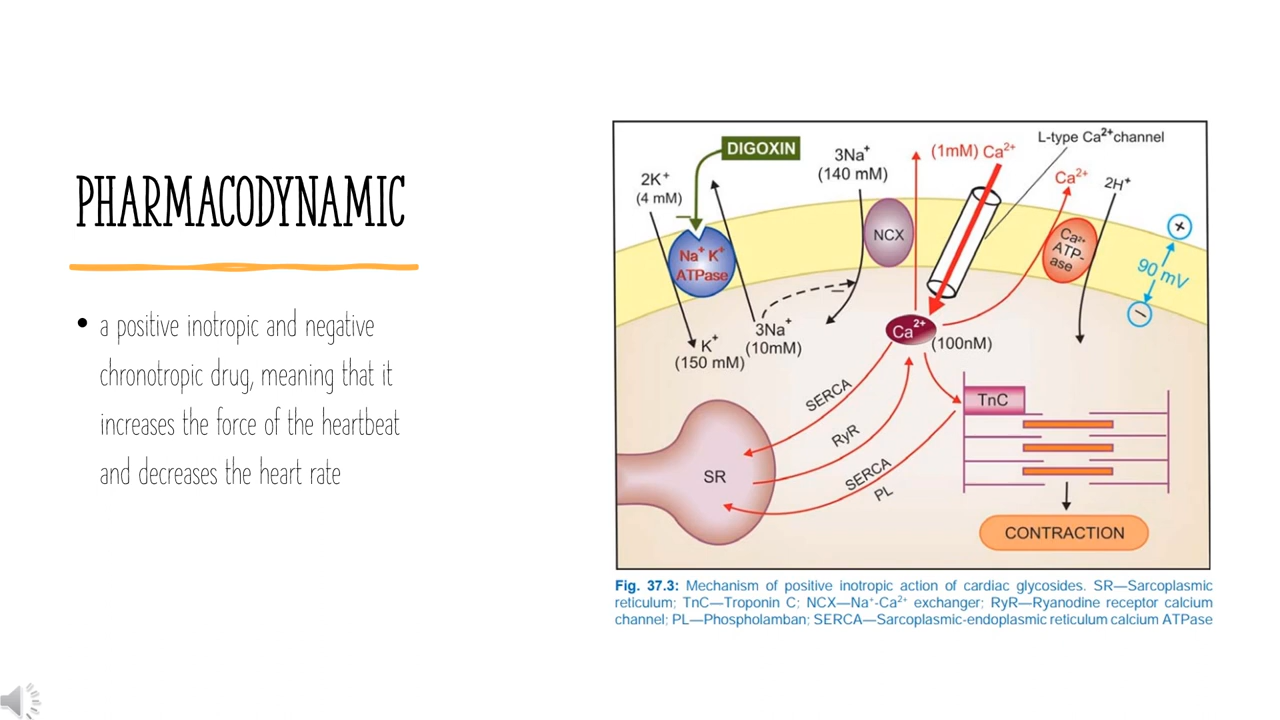 PHARMACODYNAMIC
• a positive inotropic and negative
chronotropic drug, meaning that it
increases the force of the heartbeat
and decreases the heart rate
DIGOXIN
2K⁺
(4 mM)
3Na⁺
(140 mM)
(1mM) Ca²⁺
L-type Ca²⁺channel
Ca²⁺
2H⁺
Na⁺ K⁺
ATPase
NCX
Ca²⁺
ATP-
ase
+
90 mV
−
K⁺
(150 mM)
3Na⁺
(10mM)
−
−
Ca²⁺
(100nM)
SERCA
RyR
SERCA
PL
SR
TnC
CONTRACTION
Fig. 37.3: Mechanism of positive inotropic action of cardiac glycosides. SR—Sarcoplasmic
reticulum; TnC—Troponin C; NCX—Na⁺-Ca²⁺ exchanger; RyR—Ryanodine receptor calcium
channel; PL—Phospholamban; SERCA—Sarcoplasmic-endoplasmic reticulum calcium ATPase